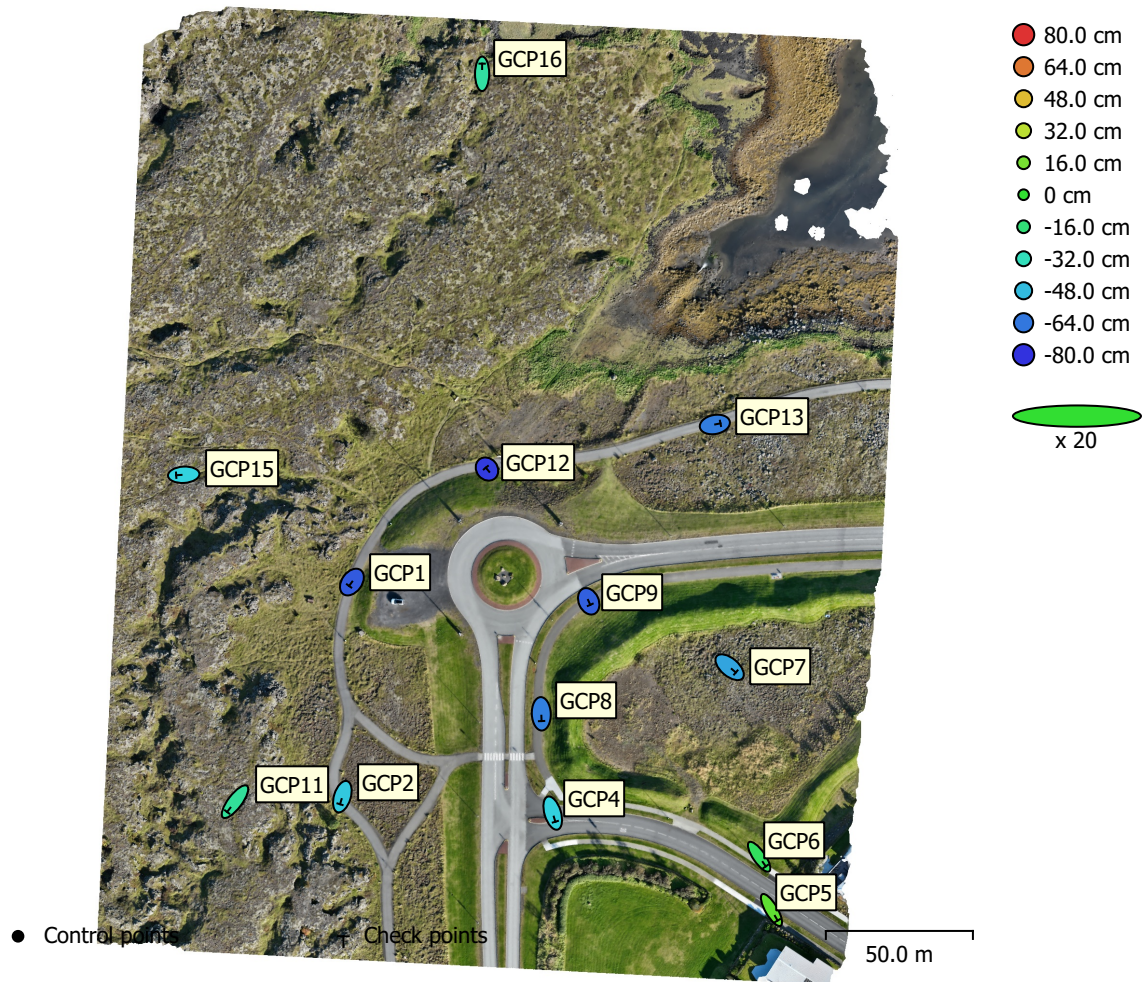 GCP16
80.0 cm
64.0 cm
48.0 cm
32.0 cm
16.0 cm
0 cm
-16.0 cm
-32.0 cm
-48.0 cm
-64.0 cm
-80.0 cm
x 20
GCP13
GCP12
GCP15
GCP1
GCP9
GCP7
GCP8
GCP11
GCP2
GCP4
GCP6
GCP5
Control points
Check points
50.0 m